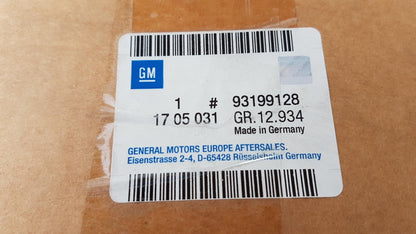 GM
1 # 93199128
17 05 031 GR.12.934
Made in Germany
GENERAL MOTORS EUROPE AFTERSALES.
Eisenstrasse 2-4, D-65428 Rüsselsheim Germany